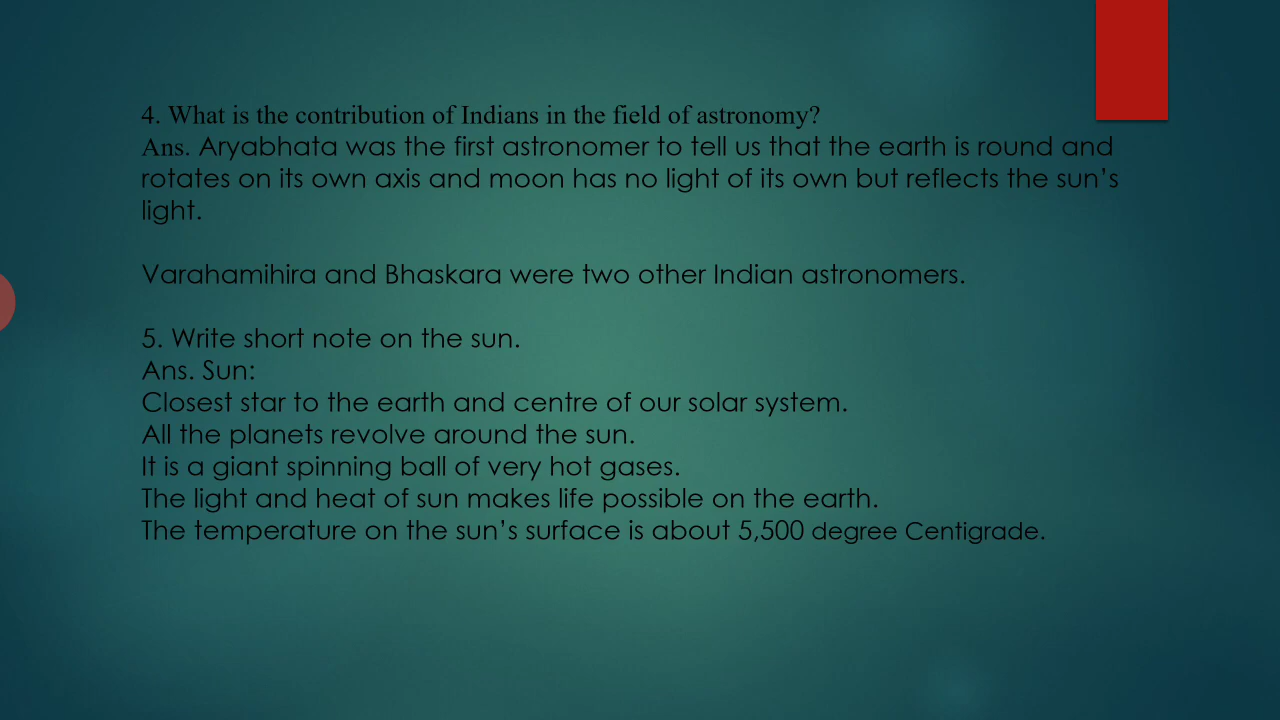 4. What is the contribution of Indians in the field of astronomy?
Ans. Aryabhata was the first astronomer to tell us that the earth is round and
rotates on its own axis and moon has no light of its own but reflects the sun’s
light.
Varahamihira and Bhaskara were two other Indian astronomers.
5. Write short note on the sun.
Ans. Sun:
Closest star to the earth and centre of our solar system.
All the planets revolve around the sun.
It is a giant spinning ball of very hot gases.
The light and heat of sun makes life possible on the earth.
The temperature on the sun’s surface is about 5,500 degree Centigrade.